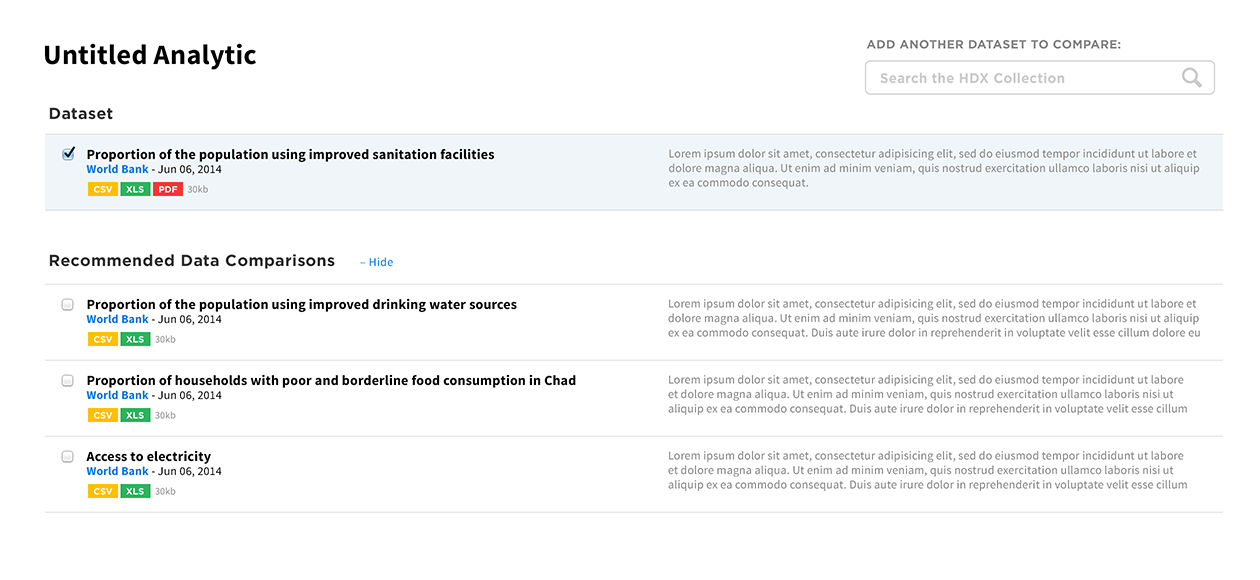 Untitled Analytic
ADD ANOTHER DATASET TO COMPARE:
Search the HDX Collection
Dataset
Proportion of the population using improved sanitation facilities
World Bank - Jun 06, 2014
CSV XLS PDF 30kb
Lorem ipsum dolor sit amet, consectetur adipisicing elit, sed do eiusmod tempor incididunt ut labore et
dolore magna aliqua. Ut enim ad minim veniam, quis nostrud exercitation ullamco laboris nisi ut aliquip
ex ea commodo consequat.
Recommended Data Comparisons – Hide
Proportion of the population using improved drinking water sources
World Bank - Jun 06, 2014
CSV XLS 30kb
Lorem ipsum dolor sit amet, consectetur adipisicing elit, sed do eiusmod tempor incididunt ut labore et
dolore magna aliqua. Ut enim ad minim veniam, quis nostrud exercitation ullamco laboris nisi ut aliquip
ex ea commodo consequat. Duis aute irure dolor in reprehenderit in voluptate velit esse cillum dolore eu
Proportion of households with poor and borderline food consumption in Chad
World Bank - Jun 06, 2014
CSV XLS 30kb
Lorem ipsum dolor sit amet, consectetur adipisicing elit, sed do eiusmod tempor incididunt ut labore
et dolore magna aliqua. Ut enim ad minim veniam, quis nostrud exercitation ullamco laboris nisi ut
aliquip ex ea commodo consequat. Duis aute irure dolor in reprehenderit in voluptate velit esse cillum
Access to electricity
World Bank - Jun 06, 2014
CSV XLS 30kb
Lorem ipsum dolor sit amet, consectetur adipisicing elit, sed do eiusmod tempor incididunt ut labore
et dolore magna aliqua. Ut enim ad minim veniam, quis nostrud exercitation ullamco laboris nisi ut
aliquip ex ea commodo consequat. Duis aute irure dolor in reprehenderit in voluptate velit esse cillum